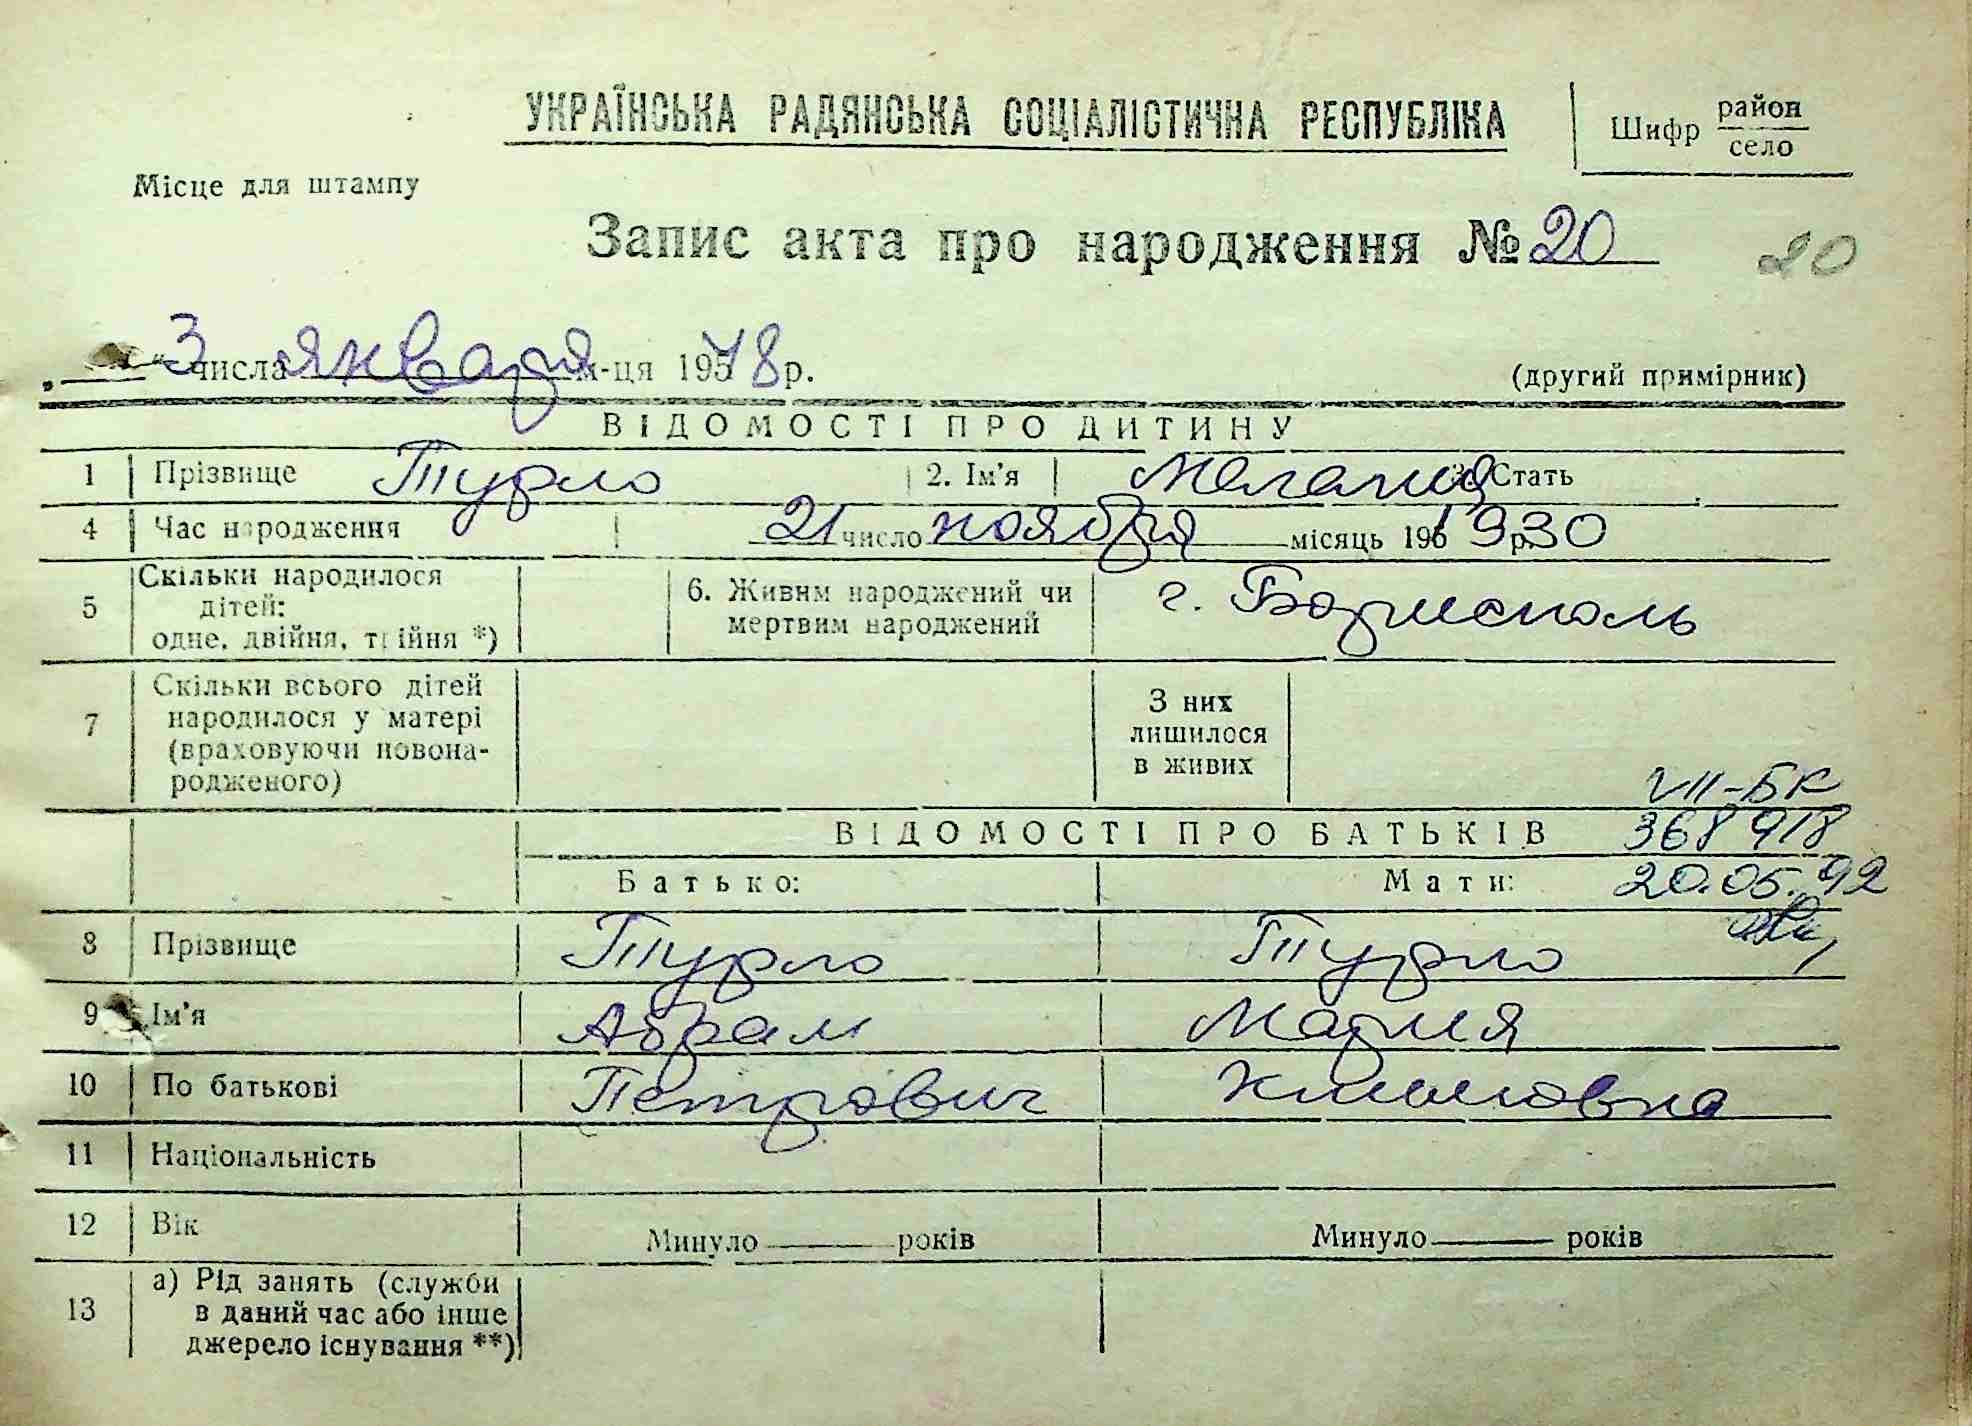 УКРАЇНСЬКА РАДЯНСЬКА СОЦІАЛІСТИЧНА РЕСПУБЛІКА
Шифр район
село
Місце для штампу
Запис акта про народження № 20
20
„ “ 3 числа января м-ця 1978 р.
(другий примірник)
ВІДОМОСТІ ПРО ДИТИНУ
1 Прізвище Турло 2. Ім'я Мелания 3. Стать
4 Час народження 21 число ноября місяць 196 1930 р.
5 Скільки народилося дітей: одне, двійня, трійня *) 6. Живим народжений чи мертвим народжений г. Борисполь
7 Скільки всього дітей народилося у матері (враховуючи новонародженого) З них лишилося в живих
VII-БК
ВІДОМОСТІ ПРО БАТЬКІВ 368918
Батько: Мати: 20.05.92
8 Прізвище Турло Турло
9 Ім'я Абрам Мария
10 По батькові Петрович Климовна
11 Національність
12 Вік Минуло років Минуло років
13 а) Рід занять (служби в даний час або інше джерело існування **)